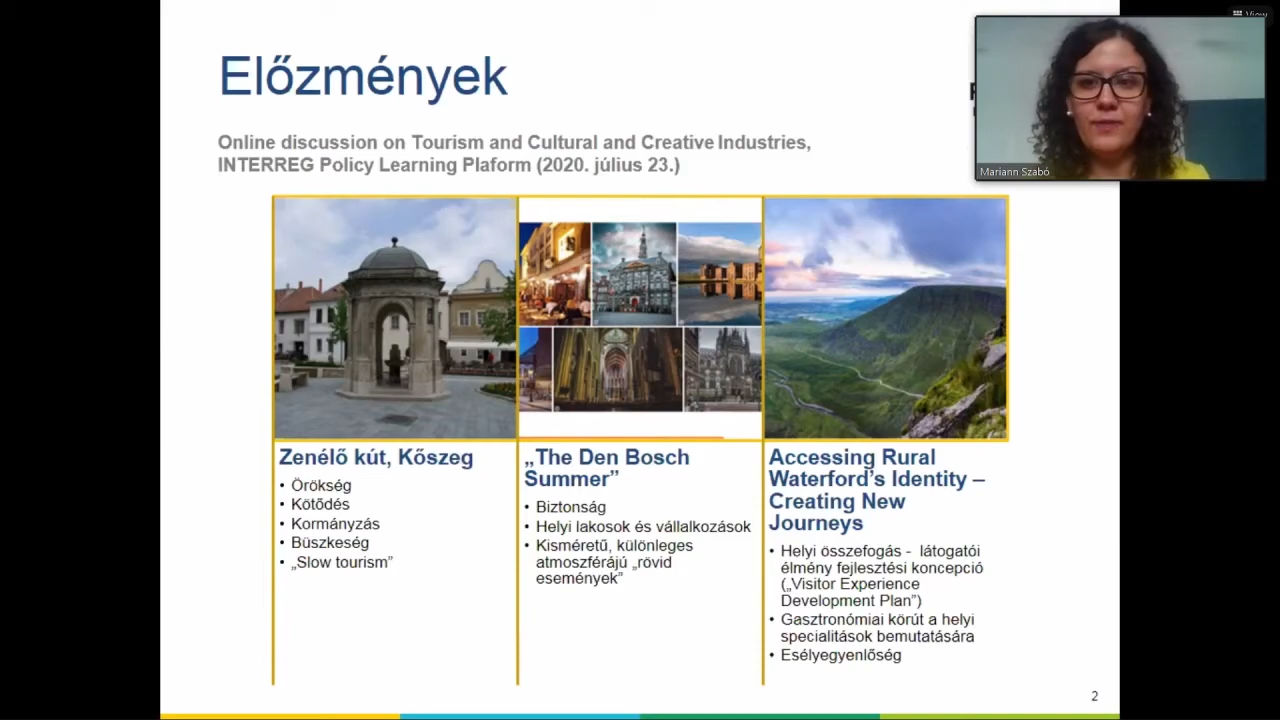 View
Előzmények
Online discussion on Tourism and Cultural and Creative Industries,
INTERREG Policy Learning Plaform (2020. július 23.)
Mariann Szabó
Zenélő kút, Kőszeg
• Örökség
• Kötődés
• Kormányzás
• Büszkeség
• „Slow tourism”
„The Den Bosch
Summer”
• Biztonság
• Helyi lakosok és vállalkozások
• Kisméretű, különleges
atmoszférájú „rövid
események”
Accessing Rural
Waterford’s Identity –
Creating New
Journeys
• Helyi összefogás - látogatói
élmény fejlesztési koncepció
(„Visitor Experience
Development Plan”)
• Gasztronómiai körút a helyi
specialitások bemutatására
• Esélyegyenlőség
2